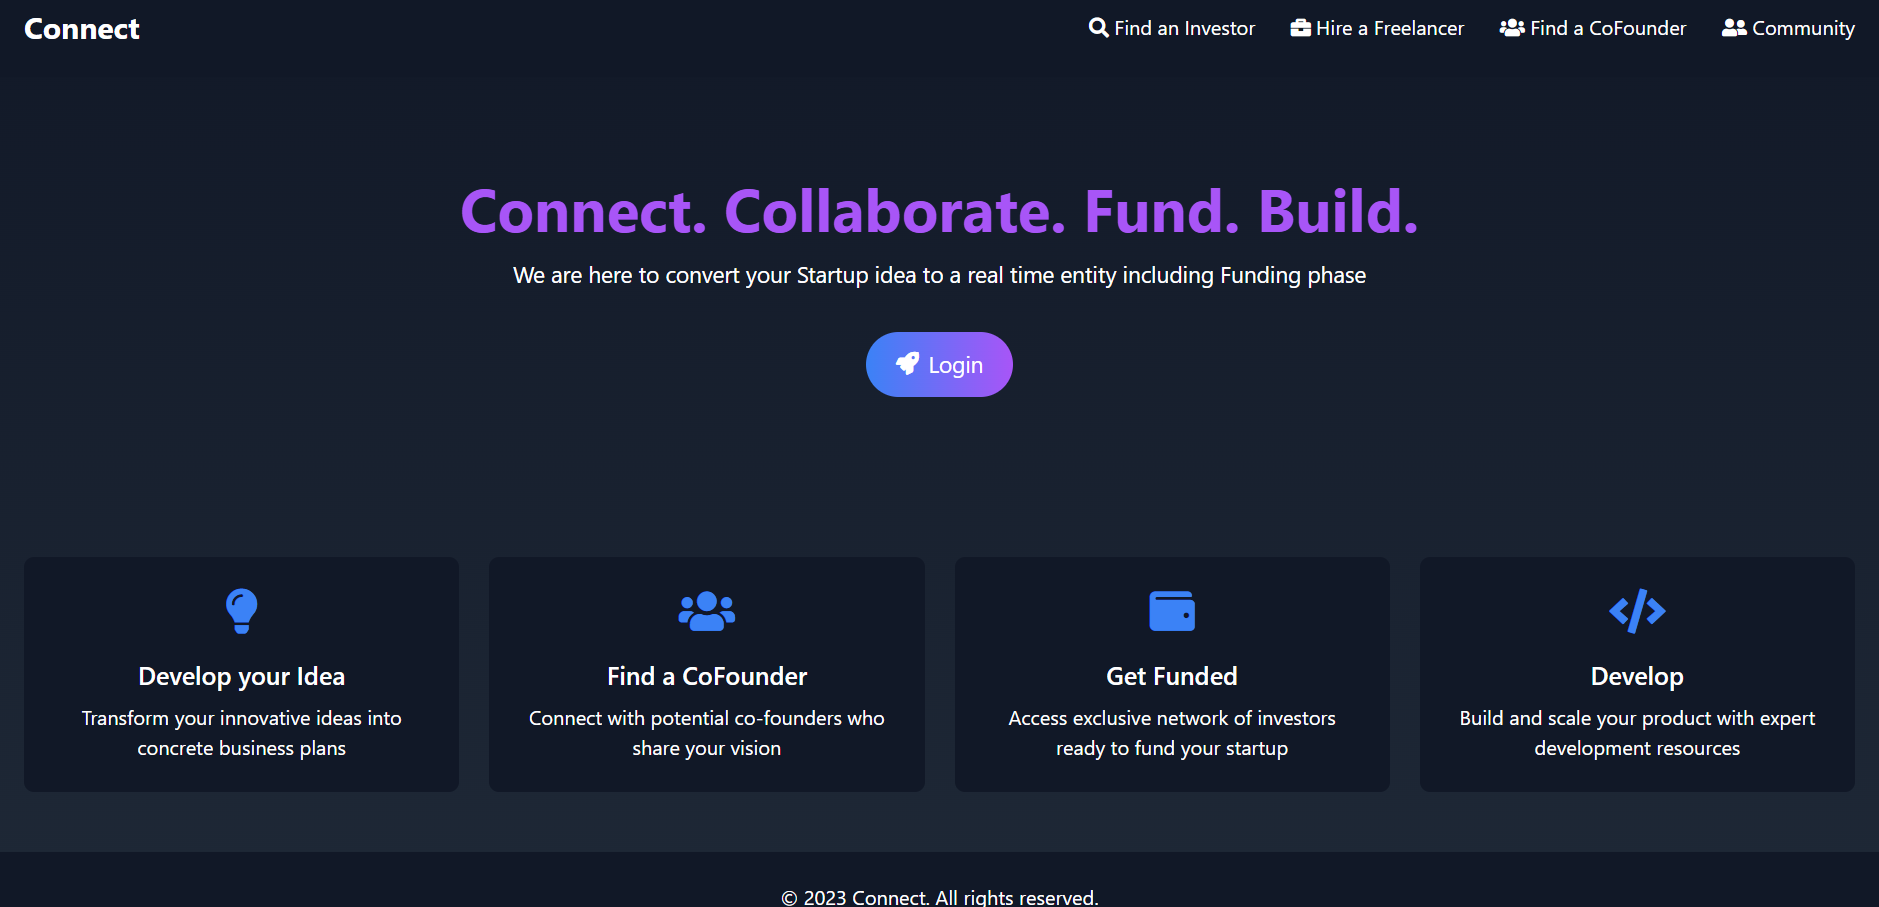 Connect
Find an Investor
Hire a Freelancer
Find a CoFounder
Community
Connect. Collaborate. Fund. Build.
We are here to convert your Startup idea to a real time entity including Funding phase
Login
Develop your Idea
Transform your innovative ideas into
concrete business plans
Find a CoFounder
Connect with potential co-founders who
share your vision
Get Funded
Access exclusive network of investors
ready to fund your startup
Develop
Build and scale your product with expert
development resources
© 2023 Connect. All rights reserved.